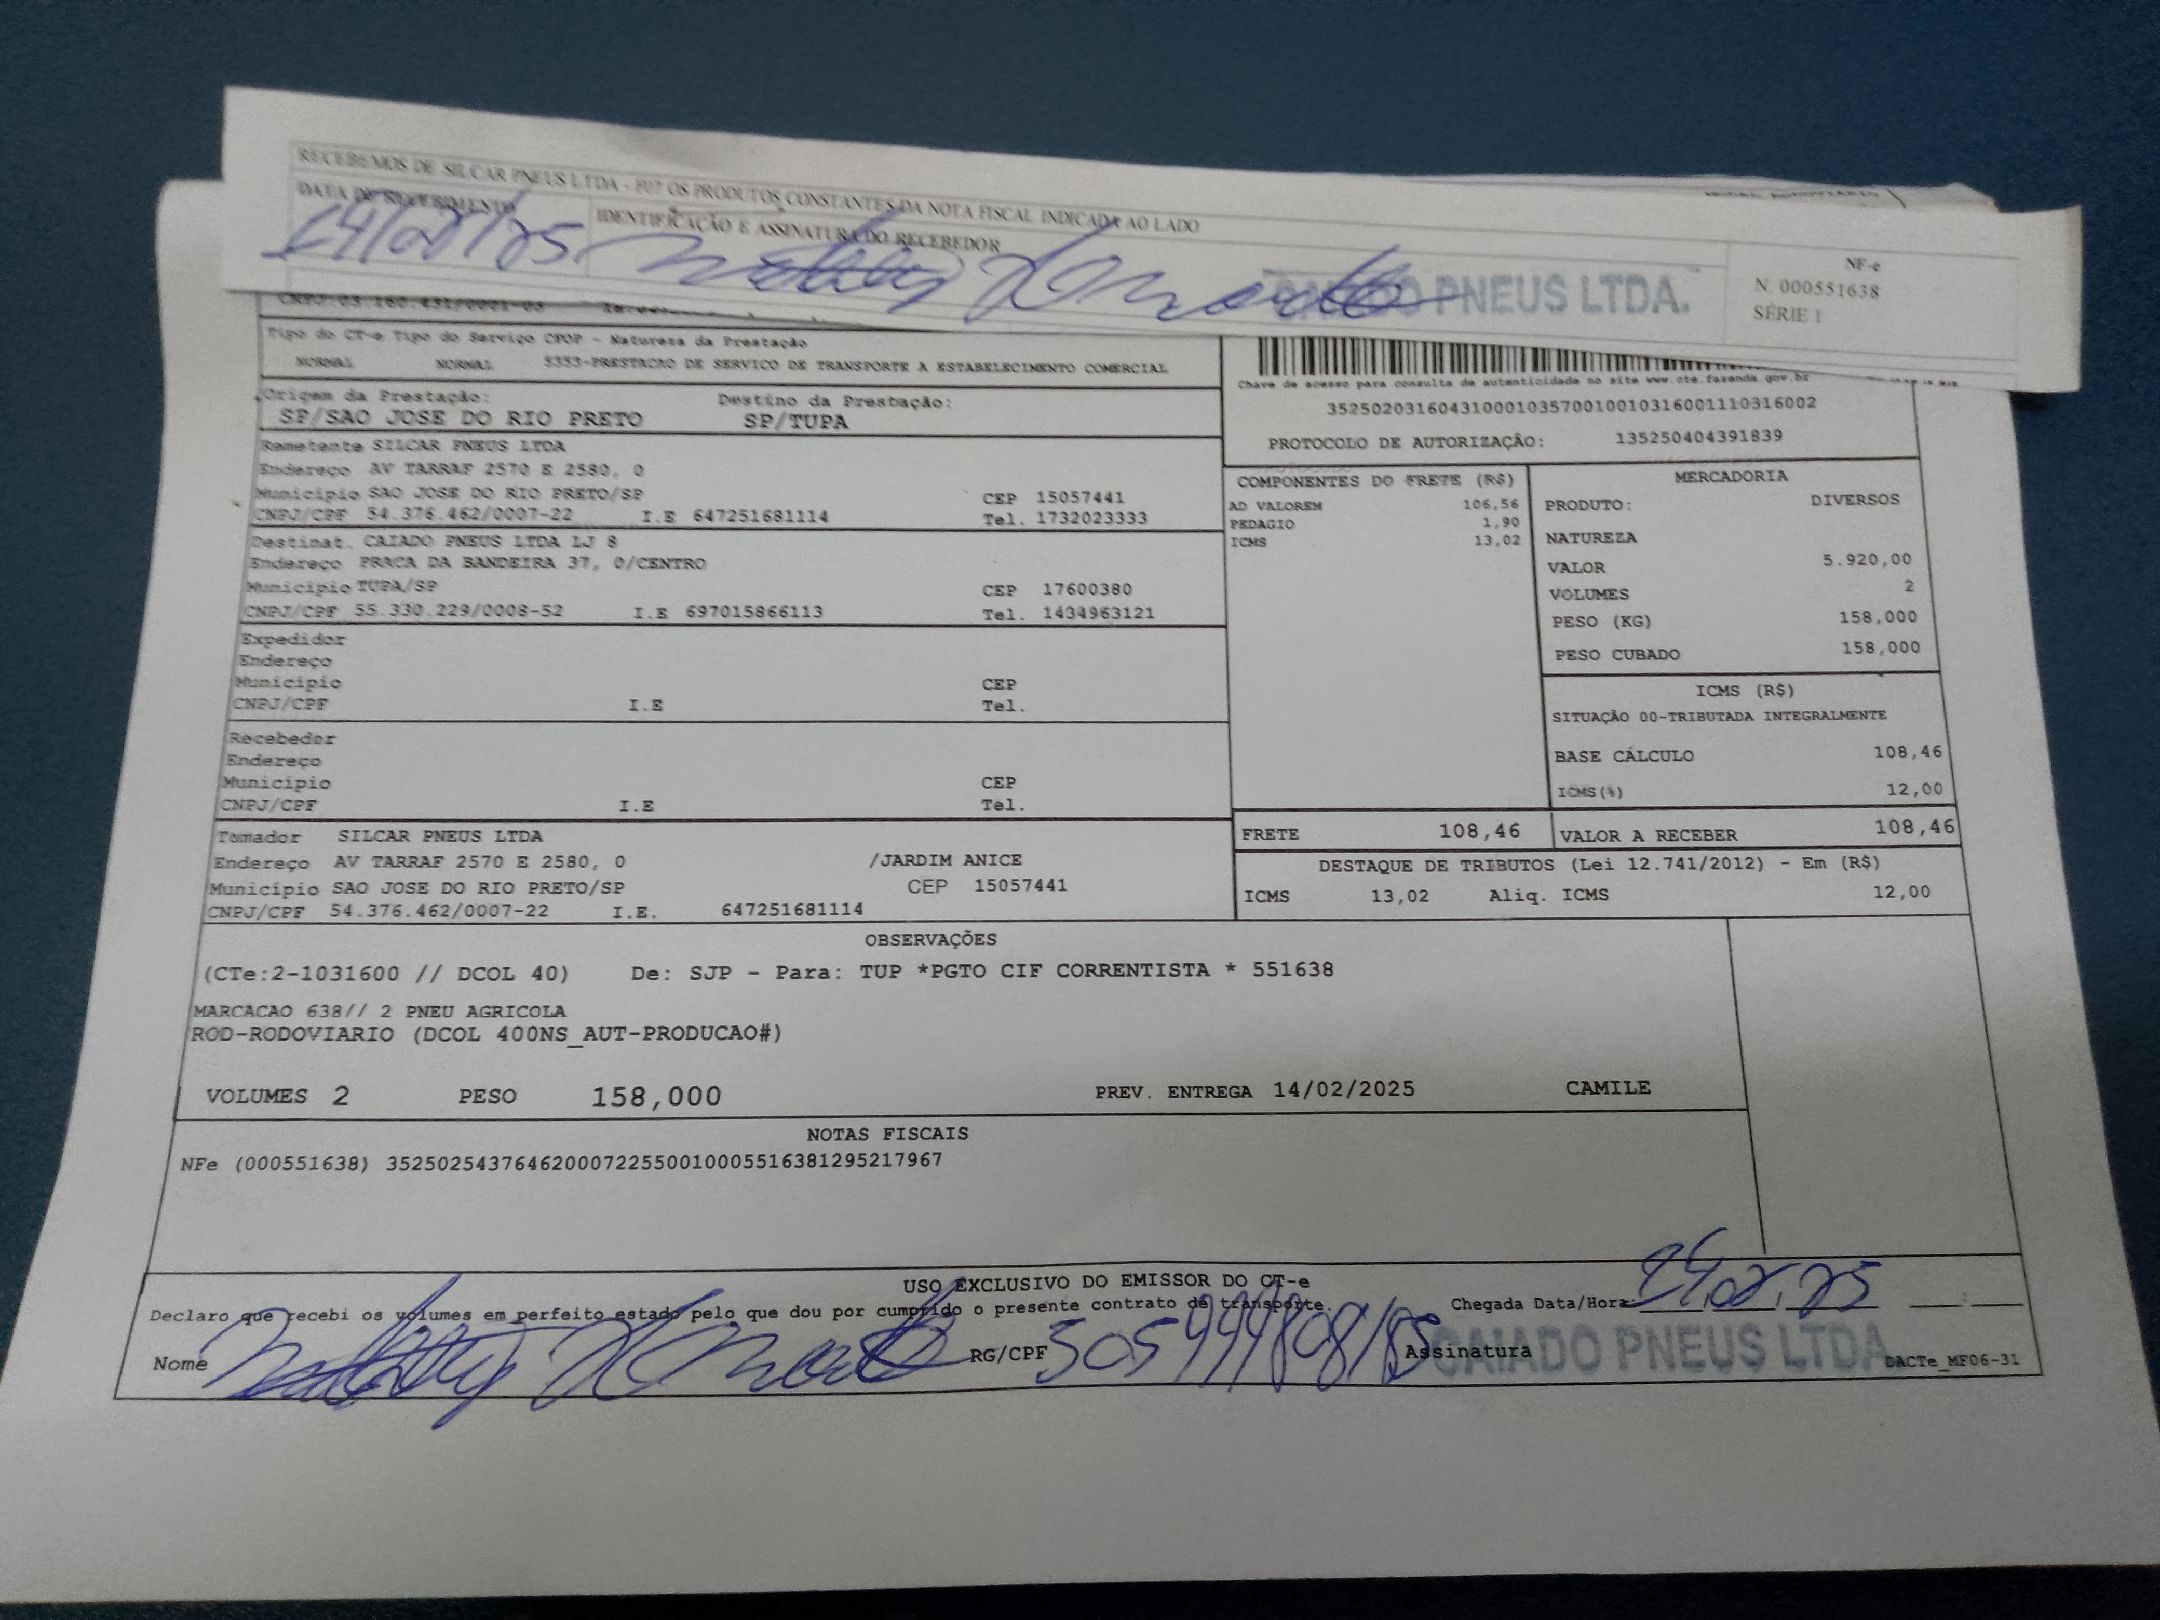 RECEBEMOS DE SILCAR PNEUS LTDA - F07 OS PRODUTOS CONSTANTES DA NOTA FISCAL INDICADA AO LADO
DATA DE RECEBIMENTO
IDENTIFICAÇÃO E ASSINATURA DO RECEBEDOR
PNEUS LTDA.
NF-e
N. 000551638
SÉRIE 1
Tipo do CT-e Tipo do Serviço CFOP - Natureza da Prestação
NORMAL NORMAL 5353-PRESTACAO DE SERVICO DE TRANSPORTE A ESTABELECIMENTO COMERCIAL
Origem da Prestação: Destino da Prestação:
SP/SAO JOSE DO RIO PRETO SP/TUPA
Remetente SILCAR PNEUS LTDA
Endereço AV TARRAF 2570 E 2580, 0
Município SAO JOSE DO RIO PRETO/SP CEP 15057441
CNPJ/CPF 54.376.462/0007-22 I.E 647251681114 Tel. 1732023333
Destinat. CAIADO PNEUS LTDA LJ 8
Endereço PRACA DA BANDEIRA 37, 0/CENTRO
Município TUPA/SP CEP 17600380
CNPJ/CPF 55.330.229/0008-52 I.E 697015866113 Tel. 1434963121
Expedidor
Endereço
Município CEP
CNPJ/CPF I.E Tel.
Recebedor
Endereço
Município CEP
CNPJ/CPF I.E Tel.
Tomador SILCAR PNEUS LTDA
Endereço AV TARRAF 2570 E 2580, 0 /JARDIM ANICE
Município SAO JOSE DO RIO PRETO/SP CEP 15057441
CNPJ/CPF 54.376.462/0007-22 I.E. 647251681114
Chave de acesso para consulta de autenticidade no site www.cte.fazenda.gov.br
35250203160431000103570010010316001110316002
PROTOCOLO DE AUTORIZAÇÃO: 135250404391839
COMPONENTES DO FRETE (R$)
AD VALOREM 106,56
PEDAGIO 1,90
ICMS 13,02
MERCADORIA
PRODUTO: DIVERSOS
NATUREZA
VALOR 5.920,00
VOLUMES 2
PESO (KG) 158,000
PESO CUBADO 158,000
ICMS (R$)
SITUAÇÃO 00-TRIBUTADA INTEGRALMENTE
BASE CÁLCULO 108,46
ICMS(%) 12,00
FRETE 108,46 VALOR A RECEBER 108,46
DESTAQUE DE TRIBUTOS (Lei 12.741/2012) - Em (R$)
ICMS 13,02 Aliq. ICMS 12,00
OBSERVAÇÕES
(CTe:2-1031600 // DCOL 40) De: SJP - Para: TUP *PGTO CIF CORRENTISTA * 551638
MARCACAO 638// 2 PNEU AGRICOLA
ROD-RODOVIARIO (DCOL 400NS_AUT-PRODUCAO#)
VOLUMES 2 PESO 158,000 PREV. ENTREGA 14/02/2025 CAMILE
NOTAS FISCAIS
NFe (000551638) 35250254376462000722550010005516381295217967
USO EXCLUSIVO DO EMISSOR DO CT-e
Declaro que recebi os volumes em perfeito estado pelo que dou por cumprido o presente contrato de transporte. Chegada Data/Hora:
Nome RG/CPF Assinatura
CAIADO PNEUS LTDA
DACTe_MF06-31